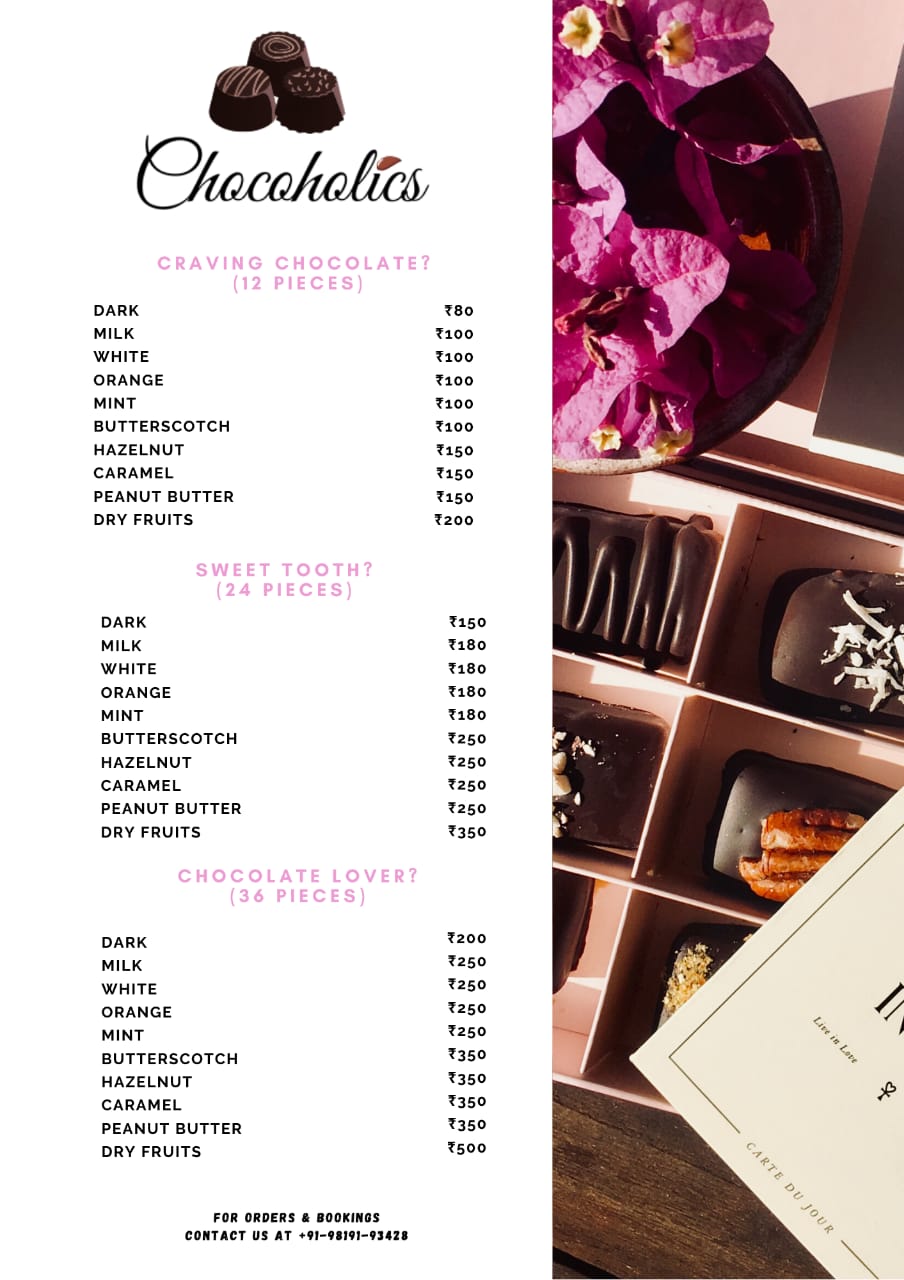 Chocoholics
CRAVING CHOCOLATE?
(12 PIECES)
DARK ₹80
MILK ₹100
WHITE ₹100
ORANGE ₹100
MINT ₹100
BUTTERSCOTCH ₹100
HAZELNUT ₹150
CARAMEL ₹150
PEANUT BUTTER ₹150
DRY FRUITS ₹200
SWEET TOOTH?
(24 PIECES)
DARK ₹150
MILK ₹180
WHITE ₹180
ORANGE ₹180
MINT ₹180
BUTTERSCOTCH ₹250
HAZELNUT ₹250
CARAMEL ₹250
PEANUT BUTTER ₹250
DRY FRUITS ₹350
CHOCOLATE LOVER?
(36 PIECES)
DARK ₹200
MILK ₹250
WHITE ₹250
ORANGE ₹250
MINT ₹250
BUTTERSCOTCH ₹350
HAZELNUT ₹350
CARAMEL ₹350
PEANUT BUTTER ₹350
DRY FRUITS ₹500
FOR ORDERS & BOOKINGS
CONTACT US AT +91-98191-93428
Live in Love
CARTE DU JOUR